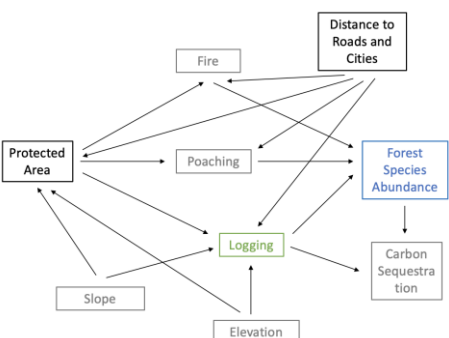 Distance to
Roads and
Cities
Fire
Protected
Area
Poaching
Forest
Species
Abundance
Logging
Carbon
Sequestra
tion
Slope
Elevation